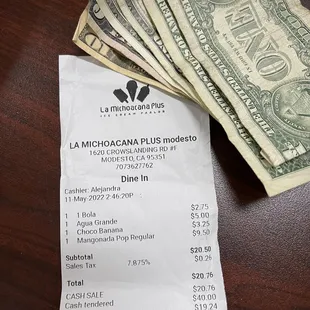 La Michoacana Plus
ICE CREAM PARLOR
LA MICHOACANA PLUS modesto
1620 CROWSLANDING RD #F
MODESTO, CA 95351
7073627762
Dine In
Cashier: Alejandra
11-May-2022 2:46:20P
1 1 Bola $2.75
1 Agua Grande $5.00
1 Choco Banana $3.25
1 Mangonada Pop Regular $9.50
Subtotal $20.50
Sales Tax 7.875% $0.26
Total $20.76
CASH SALE $20.76
Cash tendered $40.00
$19.24
ONE